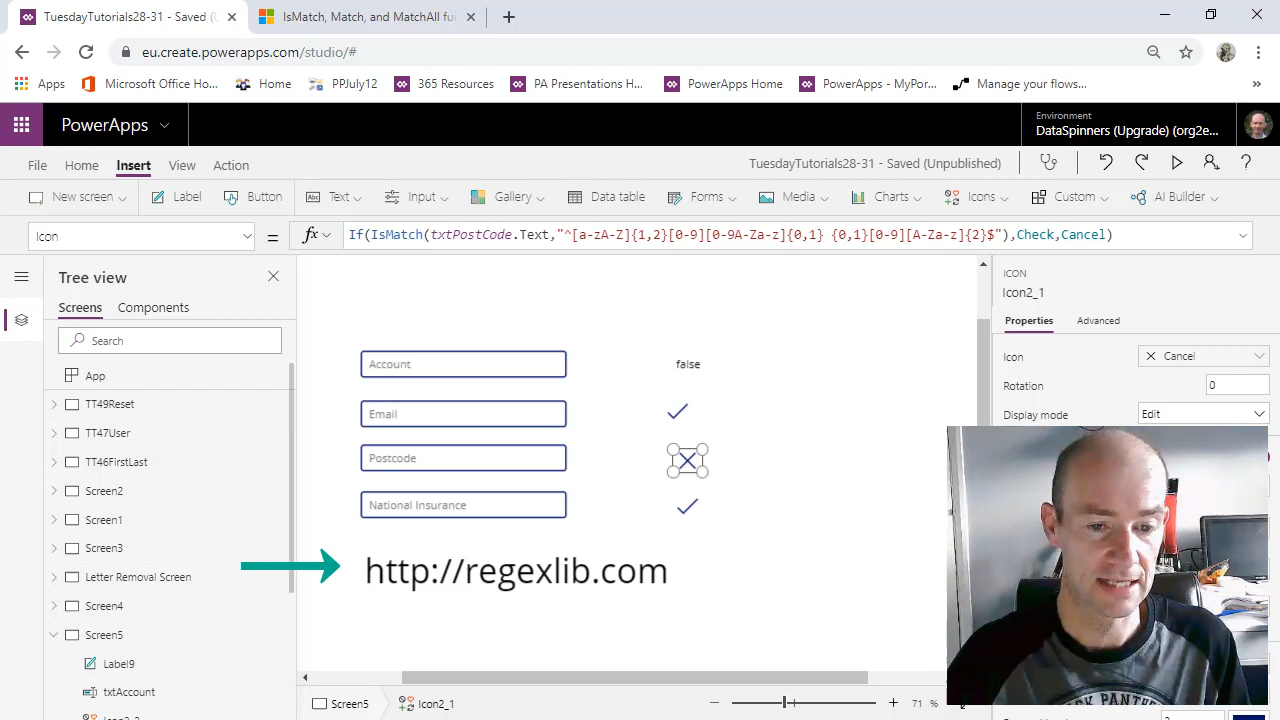 TuesdayTutorials28-31 - Saved (U
IsMatch, Match, and MatchAll fu
eu.create.powerapps.com/studio/#
Apps
Microsoft Office Ho...
Home
PPJuly12
365 Resources
PA Presentations H...
PowerApps Home
PowerApps - MyPor...
Manage your flows...
PowerApps
Environment
DataSpinners (Upgrade) (org2e...
File
Home
Insert
View
Action
TuesdayTutorials28-31 - Saved (Unpublished)
New screen
Label
Button
Text
Input
Gallery
Data table
Forms
Media
Charts
Icons
Custom
AI Builder
Icon
= fx If(IsMatch(txtPostCode.Text,"^[a-zA-Z]{1,2}[0-9][0-9A-Za-z]{0,1} {0,1}[0-9][A-Za-z]{2}$"),Check,Cancel)
Tree view
Screens
Components
Search
App
TT49Reset
TT47User
TT46FirstLast
Screen2
Screen1
Screen3
Letter Removal Screen
Screen4
Screen5
Label9
txtAccount
Account
false
Email
Postcode
National Insurance
http://regexlib.com
ICON
Icon2_1
Properties
Advanced
Icon
Cancel
Rotation
0
Display mode
Edit
Screen5
Icon2_1
71 %